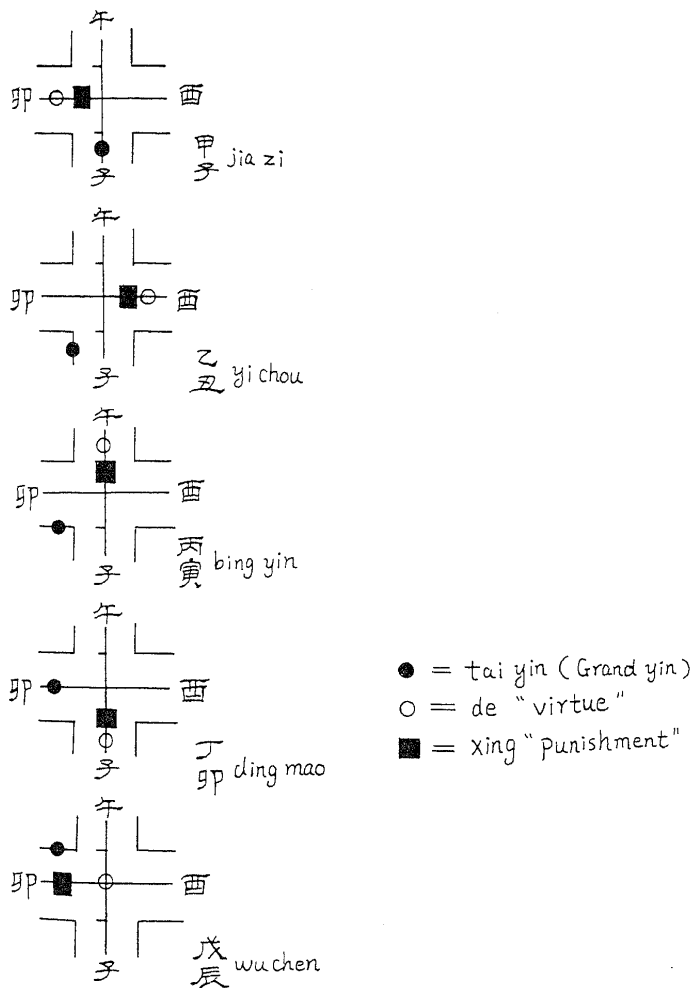 午
卯 酉
子
甲子 jia zi
午
卯 酉
子
乙丑 yi chou
午
卯 酉
子
丙寅 bing yin
午
卯 酉
子
丁卯 ding mao
午
卯 酉
子
戊辰 wu chen
● = tai yin (Grand yin)
○ = de "virtue"
■ = xing "punishment"